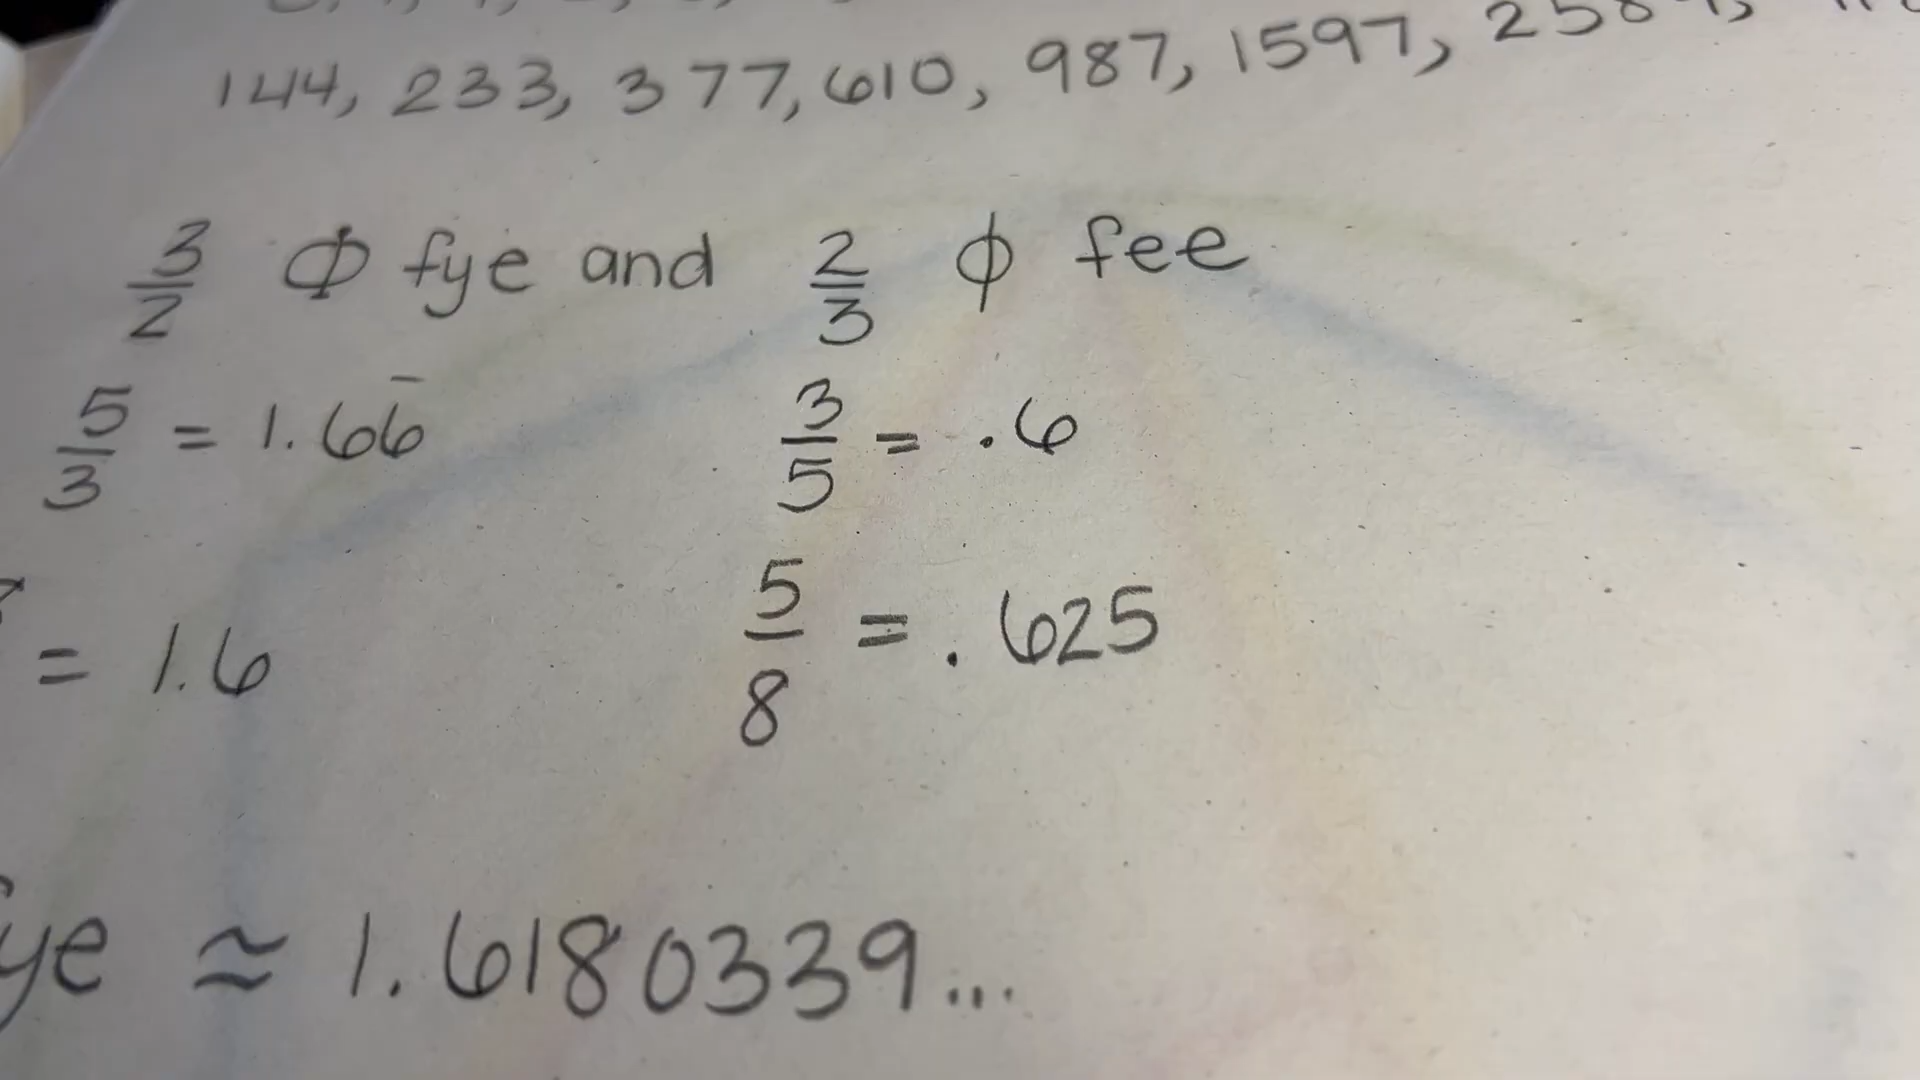 144, 233, 377, 610, 987, 1597,
3/2 Φ fye and 2/3 ϕ fee
5/3 = 1.66̅ 3/5 = .6
= 1.6 5/8 = .625
ye ≈ 1.6180339...